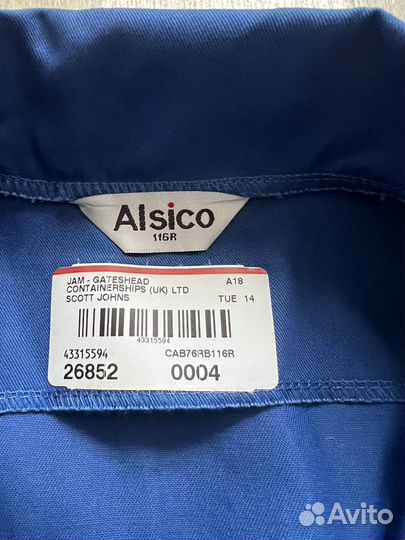 Alsico
116R
JAM - GATESHEAD A18
CONTAINERSHIPS (UK) LTD
SCOTT JOHNS TUE 14
43315594
43315594 CAB76RB116R
26852 0004
Avito